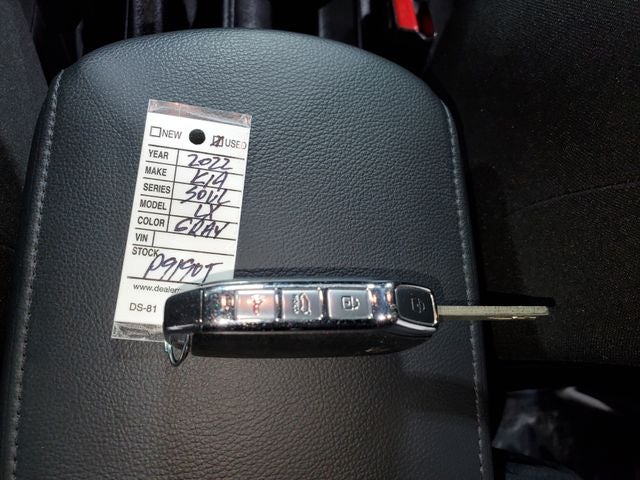 NEW USED
YEAR 2022
MAKE KIA
SERIES SOUL
MODEL LX
COLOR GRAY
VIN
STOCK P9190T
www.dealer
DS-81